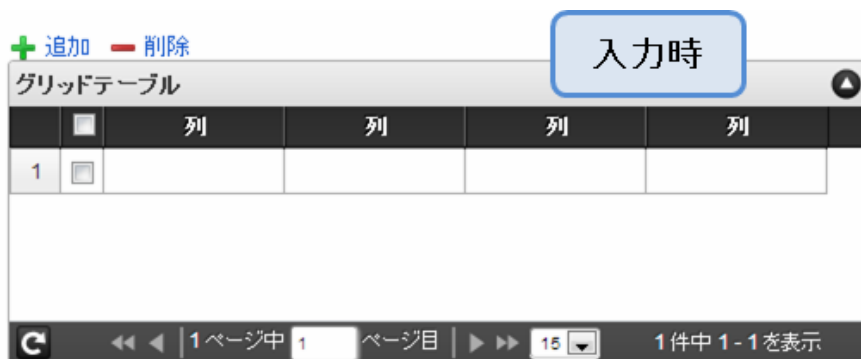 追加 削除
入力時
グリッドテーブル
列 列 列 列
1
1ページ中 1 ページ目 15 1件中 1 - 1 を表示